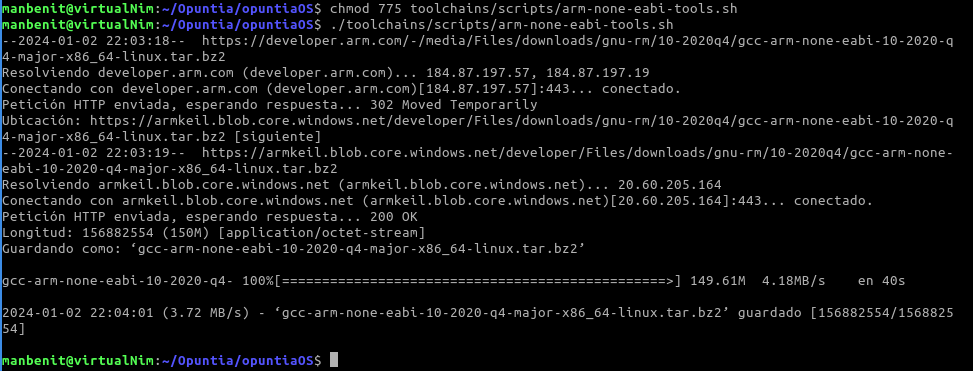 manbenit@virtualNim:~/Opuntia/opuntiaOS$ chmod 775 toolchains/scripts/arm-none-eabi-tools.sh
manbenit@virtualNim:~/Opuntia/opuntiaOS$ ./toolchains/scripts/arm-none-eabi-tools.sh
--2024-01-02 22:03:18--  https://developer.arm.com/-/media/Files/downloads/gnu-rm/10-2020q4/gcc-arm-none-eabi-10-2020-q
4-major-x86_64-linux.tar.bz2
Resolviendo developer.arm.com (developer.arm.com)... 184.87.197.57, 184.87.197.19
Conectando con developer.arm.com (developer.arm.com)[184.87.197.57]:443... conectado.
Petición HTTP enviada, esperando respuesta... 302 Moved Temporarily
Ubicación: https://armkeil.blob.core.windows.net/developer/Files/downloads/gnu-rm/10-2020q4/gcc-arm-none-eabi-10-2020-q
4-major-x86_64-linux.tar.bz2 [siguiente]
--2024-01-02 22:03:19--  https://armkeil.blob.core.windows.net/developer/Files/downloads/gnu-rm/10-2020q4/gcc-arm-none-
eabi-10-2020-q4-major-x86_64-linux.tar.bz2
Resolviendo armkeil.blob.core.windows.net (armkeil.blob.core.windows.net)... 20.60.205.164
Conectando con armkeil.blob.core.windows.net (armkeil.blob.core.windows.net)[20.60.205.164]:443... conectado.
Petición HTTP enviada, esperando respuesta... 200 OK
Longitud: 156882554 (150M) [application/octet-stream]
Guardando como: ‘gcc-arm-none-eabi-10-2020-q4-major-x86_64-linux.tar.bz2’
gcc-arm-none-eabi-10-2020-q4- 100%[================================================>] 149.61M  4.18MB/s    en 40s
2024-01-02 22:04:01 (3.72 MB/s) - ‘gcc-arm-none-eabi-10-2020-q4-major-x86_64-linux.tar.bz2’ guardado [156882554/1568825
54]
manbenit@virtualNim:~/Opuntia/opuntiaOS$